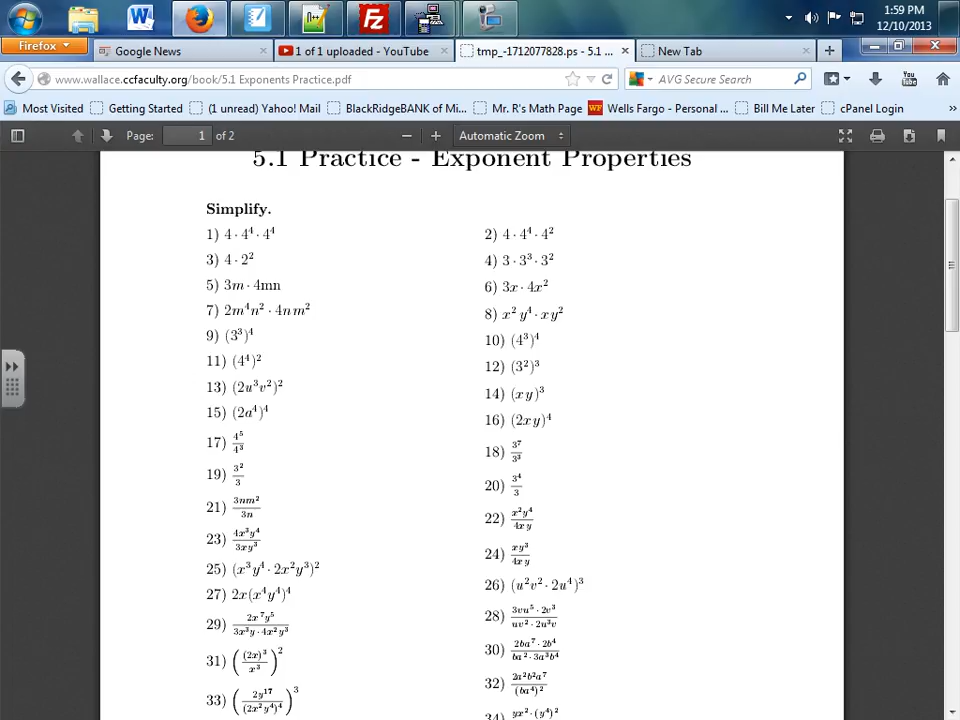 1:59 PM
12/10/2013
Firefox
Google News
1 of 1 uploaded - YouTube
tmp_-1712077828.ps - 5.1 ...
New Tab
www.wallace.ccfaculty.org/book/5.1 Exponents Practice.pdf
AVG Secure Search
Most Visited
Getting Started
(1 unread) Yahoo! Mail
BlackRidgeBANK of Mi...
Mr. R's Math Page
Wells Fargo - Personal ...
Bill Me Later
cPanel Login
Page: 1 of 2
Automatic Zoom
5.1 Practice - Exponent Properties
Simplify.
1) 4 · 4⁴ · 4⁴
2) 4 · 4⁴ · 4²
3) 4 · 2²
4) 3 · 3³ · 3²
5) 3m · 4mn
6) 3x · 4x²
7) 2m⁴n² · 4nm²
8) x²y⁴ · xy²
9) (3³)⁴
10) (4³)⁴
11) (4⁴)²
12) (3²)³
13) (2u³v²)²
14) (xy)³
15) (2a⁴)⁴
16) (2xy)⁴
17) 4⁵/4³
18) 3⁷/3³
19) 3²/3
20) 3⁴/3
21) 3nm²/3n
22) x²y⁴/4xy
23) 4x³y⁴/3xy³
24) xy³/4xy
25) (x³y⁴ · 2x²y³)²
26) (u²v² · 2u⁴)³
27) 2x(x⁴y⁴)⁴
28) 3vu⁵ · 2v³/uv² · 2u³v
29) 2x⁷y⁵/3x³y · 4x²y³
30) 2ba⁷ · 2b⁴/ba² · 3a³b⁴
31) ((2x)³/x³)²
32) 2a²b²a⁷/(ba⁴)²
33) (2y¹⁷/(2x²y⁴)⁴)³
34) yx² · (y⁴)²